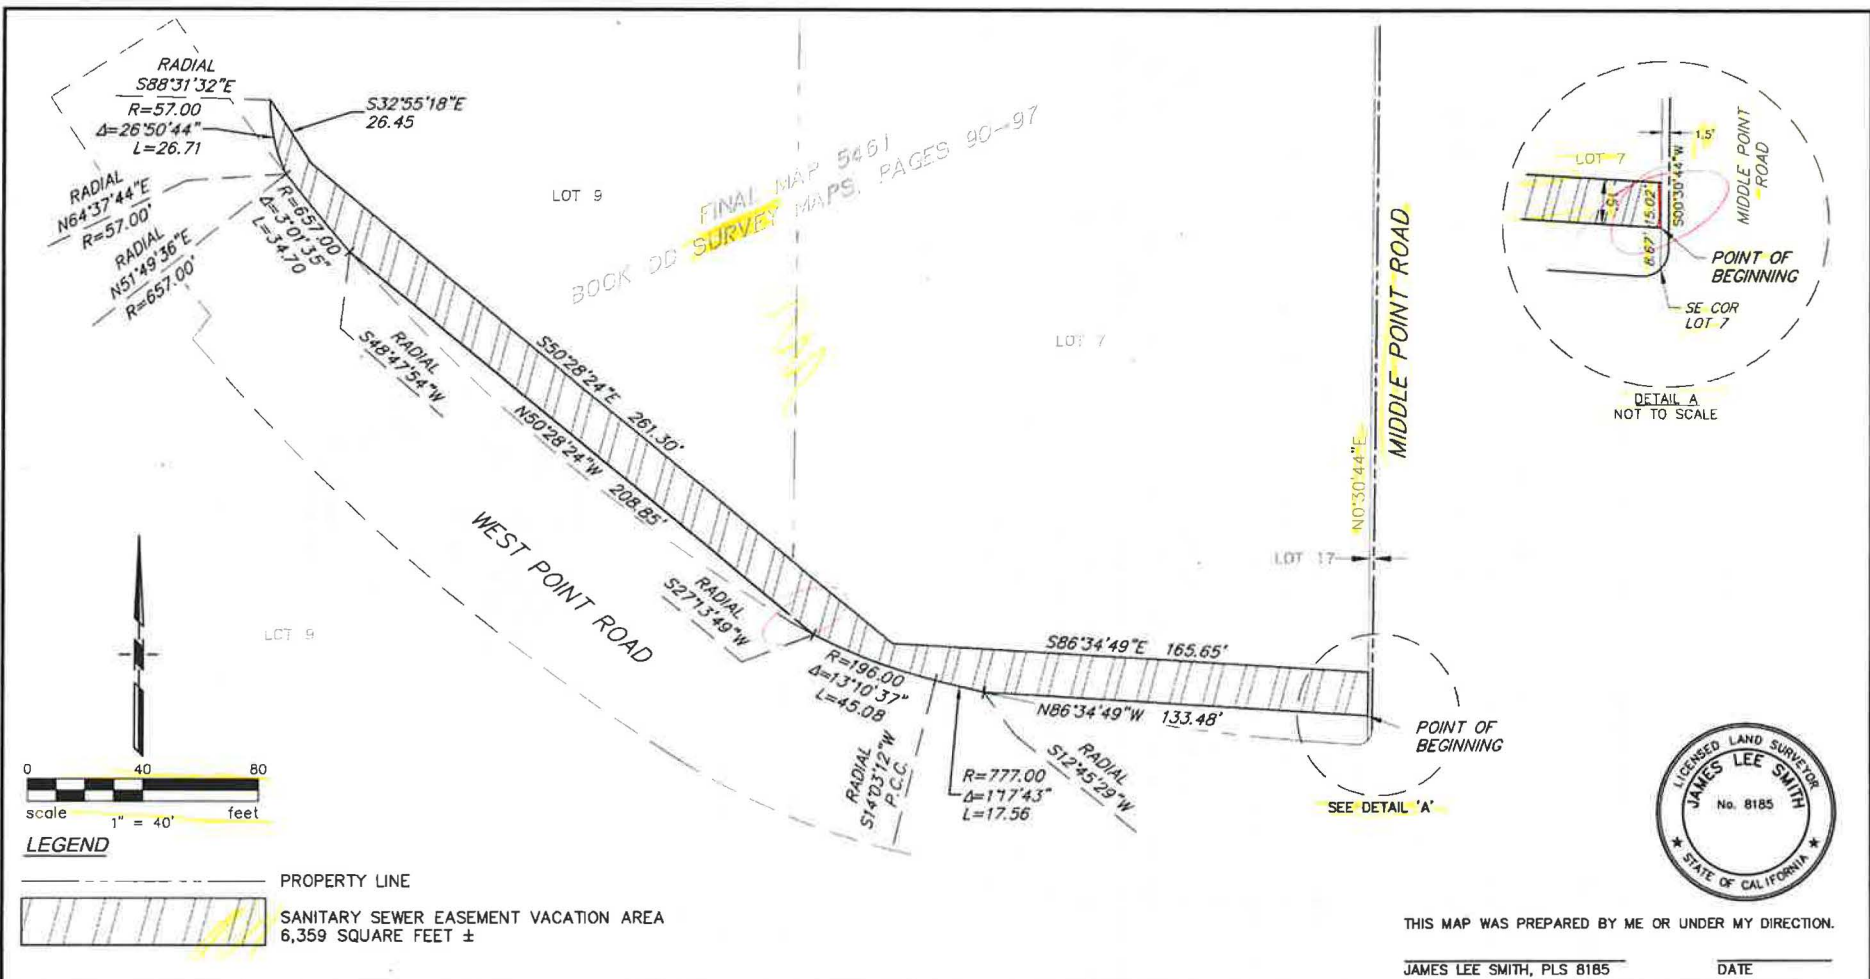 RADIAL
S88°31'32"E
R=57.00
Δ=26°50'44"
L=26.71
S32°55'18"E
26.45
RADIAL
N64°37'44"E
R=57.00'
RADIAL
N51°49'36"E
R=657.00'
R=657.00
Δ=3°01'35"
L=34.70
LOT 9
FINAL MAP 5461
BOOK DD SURVEY MAPS, PAGES 90-97
RADIAL
S48°47'54"W
S50°28'24"E 261.30'
N50°28'24"W 208.85'
LOT 7
MIDDLE POINT ROAD
N0°30'44"E
LOT 17
WEST POINT ROAD
LOT 9
RADIAL
S27°13'49"W
R=196.00
Δ=13°10'37"
L=45.08
S86°34'49"E 165.65'
N86°34'49"W 133.48'
RADIAL
S14°03'12"W
P.C.C.
R=777.00
Δ=1°17'43"
L=17.56
RADIAL
S12°45'29"W
POINT OF
BEGINNING
SEE DETAIL 'A'
LOT 7
1.5'
MIDDLE POINT
ROAD
15'
15.02'
S00°30'44"W
8.67'
POINT OF
BEGINNING
SE COR
LOT 7
DETAIL A
NOT TO SCALE
0 40 80
scale 1" = 40' feet
LEGEND
PROPERTY LINE
SANITARY SEWER EASEMENT VACATION AREA
6,359 SQUARE FEET ±
LICENSED LAND SURVEYOR
JAMES LEE SMITH
No. 8185
STATE OF CALIFORNIA
THIS MAP WAS PREPARED BY ME OR UNDER MY DIRECTION.
JAMES LEE SMITH, PLS 8185 DATE